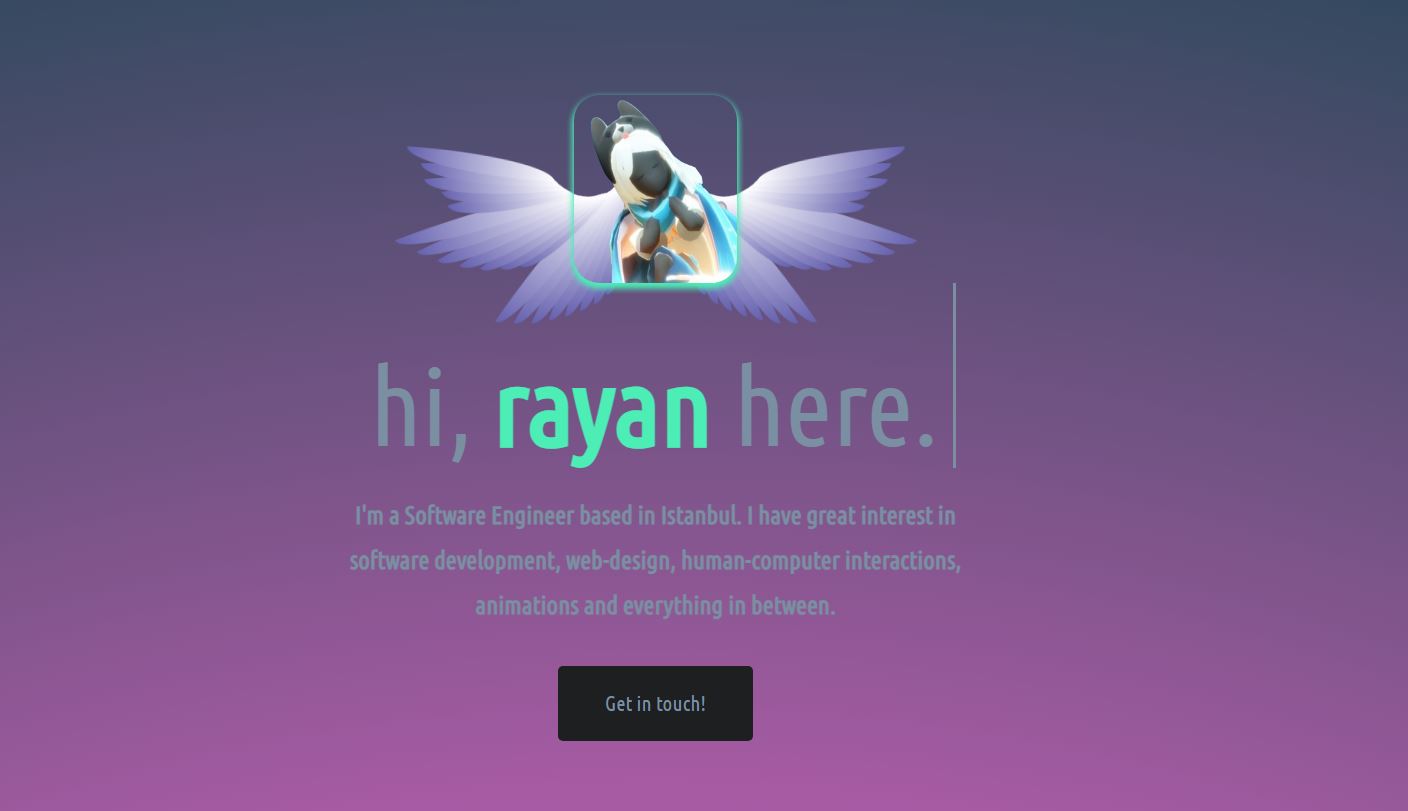 hi, rayan here.
I'm a Software Engineer based in Istanbul. I have great interest in
software development, web-design, human-computer interactions,
animations and everything in between.
Get in touch!